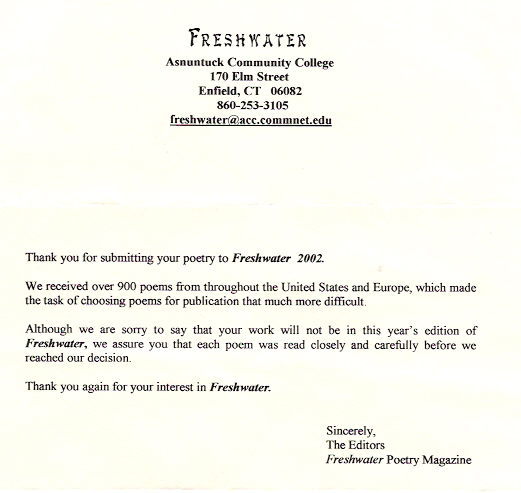 FRESHWATER
Asnuntuck Community College
170 Elm Street
Enfield, CT 06082
860-253-3105
freshwater@acc.commnet.edu
Thank you for submitting your poetry to Freshwater 2002.
We received over 900 poems from throughout the United States and Europe, which made
the task of choosing poems for publication that much more difficult.
Although we are sorry to say that your work will not be in this year's edition of
Freshwater, we assure you that each poem was read closely and carefully before we
reached our decision.
Thank you again for your interest in Freshwater.
Sincerely,
The Editors
Freshwater Poetry Magazine